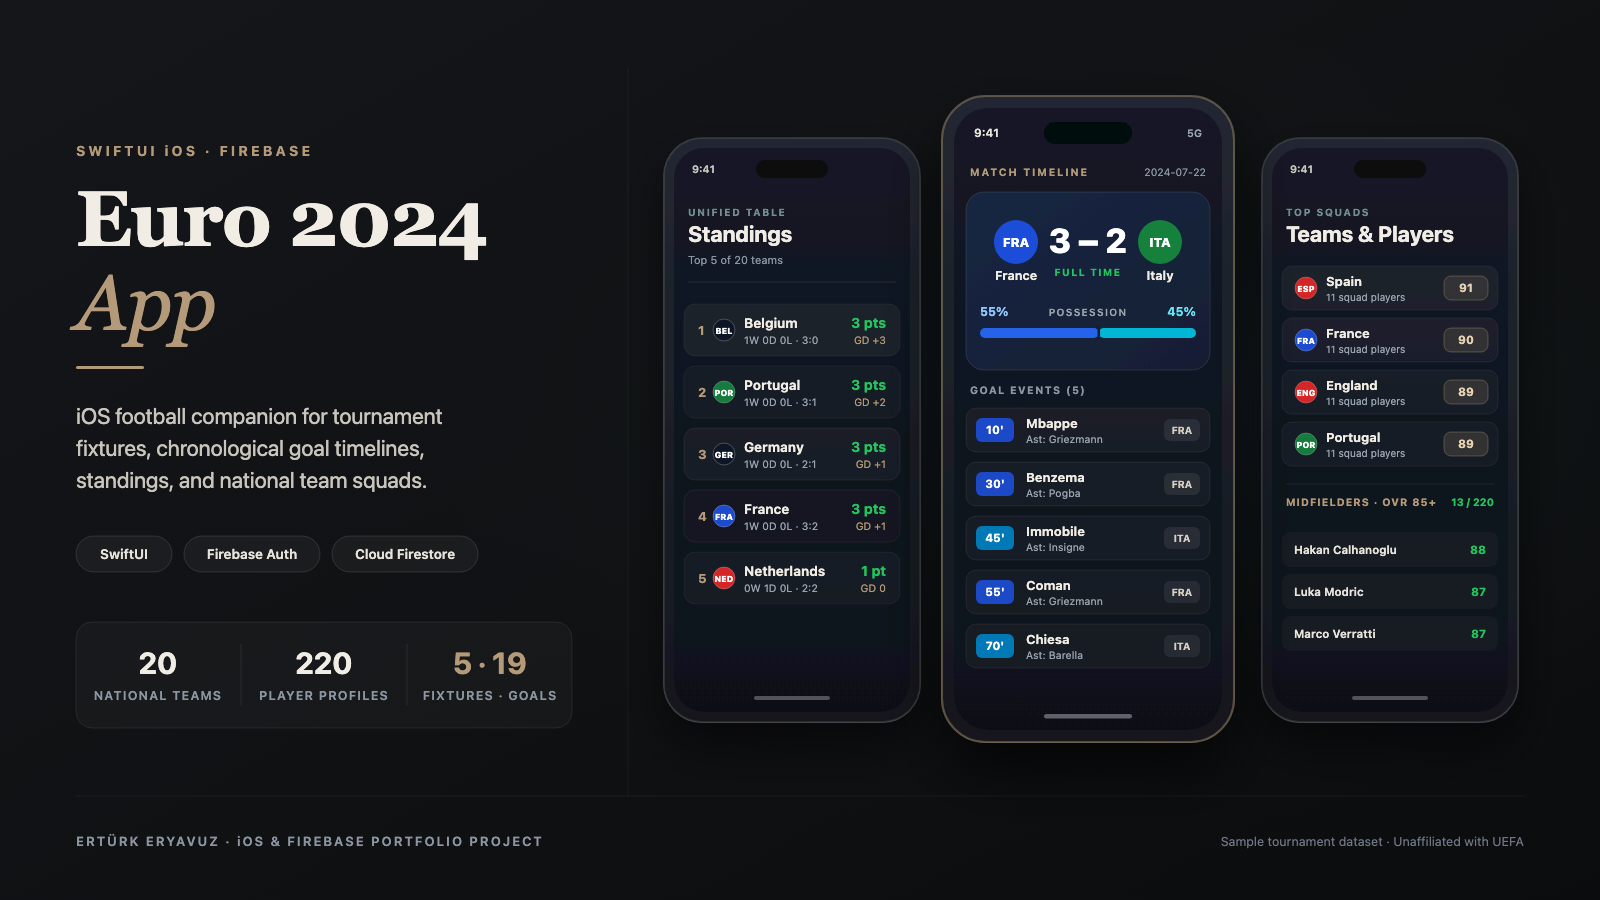 SWIFTUI iOS · FIREBASE
Euro 2024
App
iOS football companion for tournament
fixtures, chronological goal timelines,
standings, and national team squads.
SwiftUI
Firebase Auth
Cloud Firestore
20
NATIONAL TEAMS
220
PLAYER PROFILES
5 · 19
FIXTURES · GOALS
9:41
UNIFIED TABLE
Standings
Top 5 of 20 teams
1 BEL Belgium 3 pts
1W 0D 0L · 3:0 GD +3
2 POR Portugal 3 pts
1W 0D 0L · 3:1 GD +2
3 GER Germany 3 pts
1W 0D 0L · 2:1 GD +1
4 FRA France 3 pts
1W 0D 0L · 3:2 GD +1
5 NED Netherlands 1 pt
0W 1D 0L · 2:2 GD 0
9:41 5G
MATCH TIMELINE 2024-07-22
FRA 3 – 2 ITA
France FULL TIME Italy
55% POSSESSION 45%
GOAL EVENTS (5)
10' Mbappe FRA
Ast: Griezmann
30' Benzema FRA
Ast: Pogba
45' Immobile ITA
Ast: Insigne
55' Coman FRA
Ast: Griezmann
70' Chiesa ITA
Ast: Barella
9:41
TOP SQUADS
Teams & Players
ESP Spain 91
11 squad players
FRA France 90
11 squad players
ENG England 89
11 squad players
POR Portugal 89
11 squad players
MIDFIELDERS · OVR 85+ 13 / 220
Hakan Calhanoglu 88
Luka Modric 87
Marco Verratti 87
ERTÜRK ERYAVUZ · iOS & FIREBASE PORTFOLIO PROJECT
Sample tournament dataset · Unaffiliated with UEFA